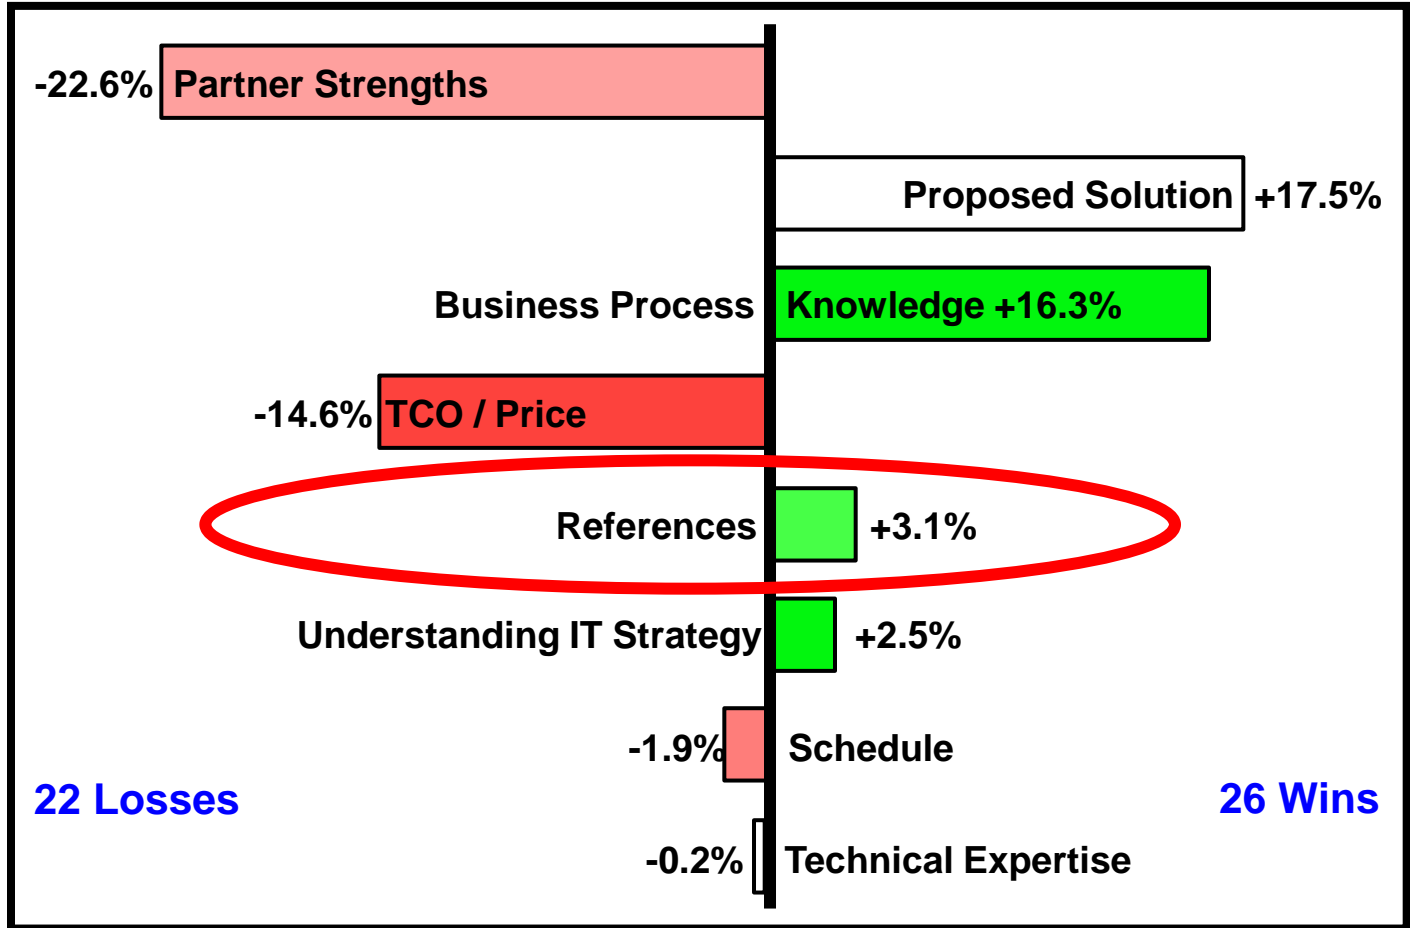 -22.6% Partner Strengths
Proposed Solution +17.5%
Business Process Knowledge +16.3%
-14.6% TCO / Price
References +3.1%
Understanding IT Strategy +2.5%
-1.9% Schedule
22 Losses
26 Wins
-0.2% Technical Expertise